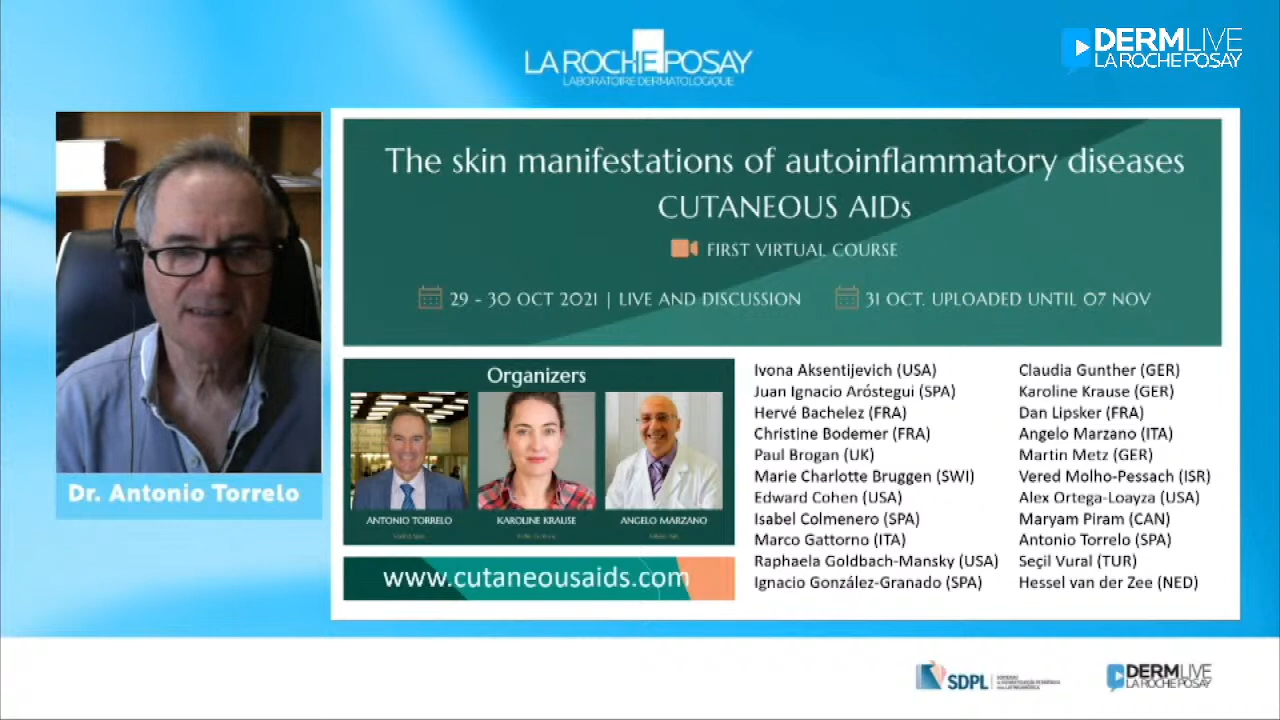 LA ROCHE POSAY
LABORATOIRE DERMATOLOGIQUE
DERMLIVE
LA ROCHE POSAY
The skin manifestations of autoinflammatory diseases
CUTANEOUS AIDs
FIRST VIRTUAL COURSE
29 - 30 OCT 2021 | LIVE AND DISCUSSION
31 OCT. UPLOADED UNTIL 07 NOV
Dr. Antonio Torrelo
Organizers
ANTONIO TORRELO
KAROLINE KRAUSE
ANGELO MARZANO
www.cutaneousaids.com
Ivona Aksentijevich (USA)
Juan Ignacio Aróstegui (SPA)
Hervé Bachelez (FRA)
Christine Bodemer (FRA)
Paul Brogan (UK)
Marie Charlotte Bruggen (SWI)
Edward Cohen (USA)
Isabel Colmenero (SPA)
Marco Gattorno (ITA)
Raphaela Goldbach-Mansky (USA)
Ignacio González-Granado (SPA)
Claudia Gunther (GER)
Karoline Krause (GER)
Dan Lipsker (FRA)
Angelo Marzano (ITA)
Martin Metz (GER)
Vered Molho-Pessach (ISR)
Alex Ortega-Loayza (USA)
Maryam Piram (CAN)
Antonio Torrelo (SPA)
Seçil Vural (TUR)
Hessel van der Zee (NED)
SDPL
DERMLIVE
LA ROCHE POSAY